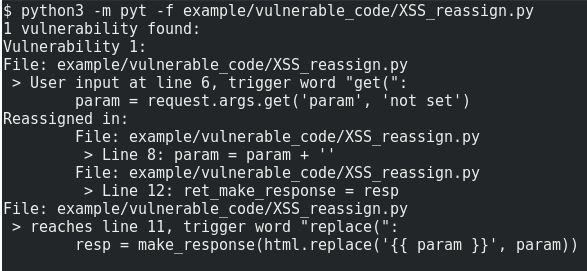 $ python3 -m pyt -f example/vulnerable_code/XSS_reassign.py
1 vulnerability found:
Vulnerability 1:
File: example/vulnerable_code/XSS_reassign.py
 > User input at line 6, trigger word "get(":
        param = request.args.get('param', 'not set')
Reassigned in:
        File: example/vulnerable_code/XSS_reassign.py
         > Line 8: param = param + ''
        File: example/vulnerable_code/XSS_reassign.py
         > Line 12: ret_make_response = resp
File: example/vulnerable_code/XSS_reassign.py
 > reaches line 11, trigger word "replace(":
        resp = make_response(html.replace('{{ param }}', param))